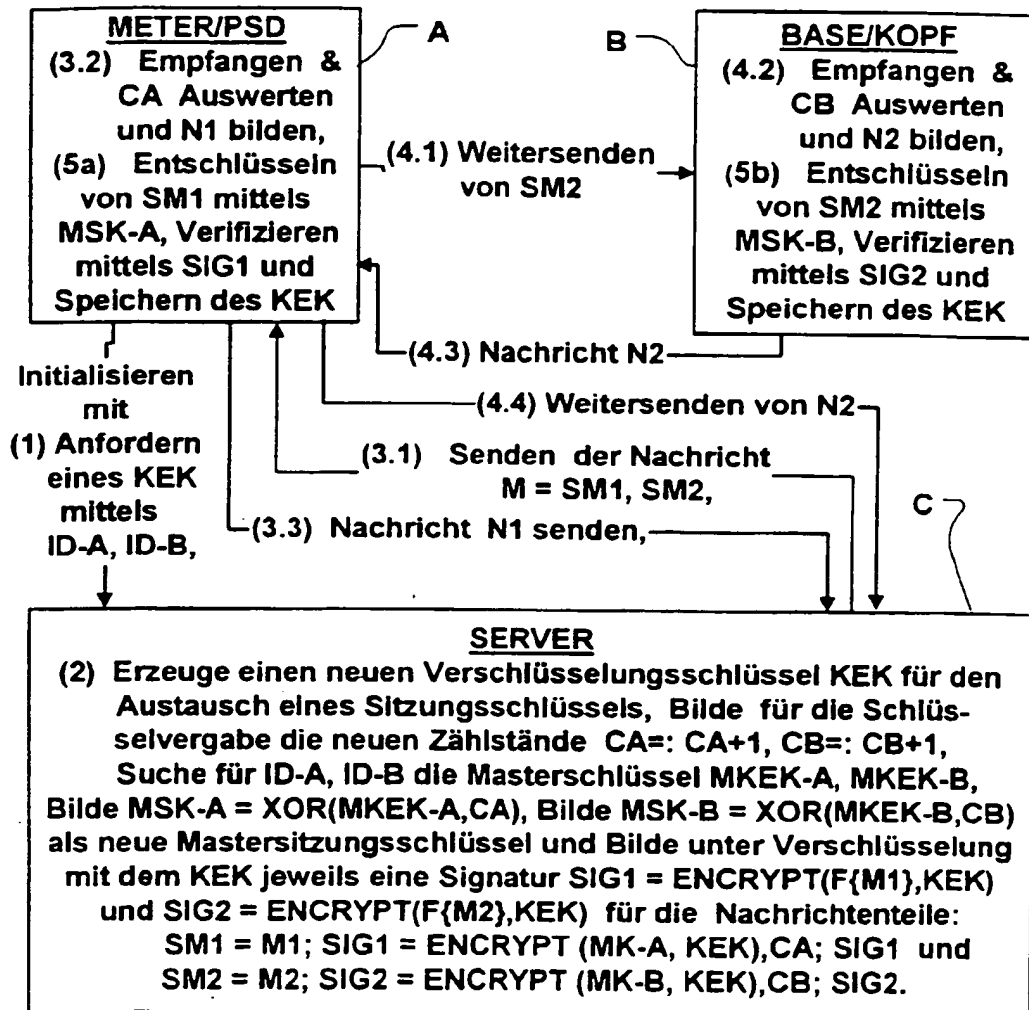 METER/PSD
(3.2) Empfangen &
CA Auswerten
und N1 bilden,
(5a) Entschlüsseln
von SM1 mittels
MSK-A, Verifizieren
mittels SIG1 und
Speichern des KEK
A
B
BASE/KOPF
(4.2) Empfangen &
CB Auswerten
und N2 bilden,
(5b) Entschlüsseln
von SM2 mittels
MSK-B, Verifizieren
mittels SIG2 und
Speichern des KEK
(4.1) Weitersenden
von SM2
(4.3) Nachricht N2
(4.4) Weitersenden von N2
Initialisieren
mit
(1) Anfordern
eines KEK
mittels
ID-A, ID-B,
(3.1) Senden der Nachricht
M = SM1, SM2,
(3.3) Nachricht N1 senden,
C
SERVER
(2) Erzeuge einen neuen Verschlüsselungsschlüssel KEK für den
Austausch eines Sitzungsschlüssels, Bilde für die Schlüs-
selvergabe die neuen Zählstände CA=: CA+1, CB=: CB+1,
Suche für ID-A, ID-B die Masterschlüssel MKEK-A, MKEK-B,
Bilde MSK-A = XOR(MKEK-A,CA), Bilde MSK-B = XOR(MKEK-B,CB)
als neue Mastersitzungsschlüssel und Bilde unter Verschlüsselung
mit dem KEK jeweils eine Signatur SIG1 = ENCRYPT(F{M1},KEK)
und SIG2 = ENCRYPT(F{M2},KEK) für die Nachrichtenteile:
SM1 = M1; SIG1 = ENCRYPT (MK-A, KEK),CA; SIG1 und
SM2 = M2; SIG2 = ENCRYPT (MK-B, KEK),CB; SIG2.